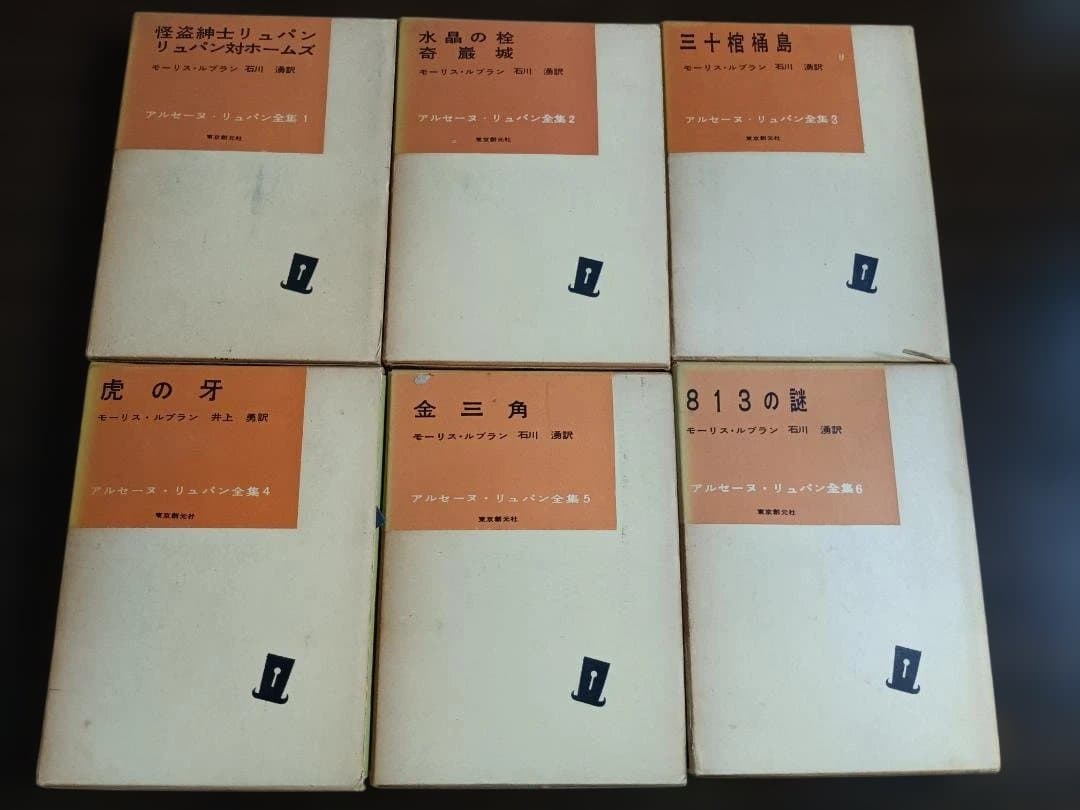 怪盗紳士リュパン
リュパン対ホームズ
モーリス・ルブラン 石川 湧訳
アルセーヌ・リュパン全集1
東京創元社
水晶の栓
奇巌城
モーリス・ルブラン 石川 湧訳
アルセーヌ・リュパン全集2
東京創元社
三十棺桶島
モーリス・ルブラン 石川 湧訳
アルセーヌ・リュパン全集3
東京創元社
虎の牙
モーリス・ルブラン 井上 勇訳
アルセーヌ・リュパン全集4
東京創元社
金三角
モーリス・ルブラン 石川 湧訳
アルセーヌ・リュパン全集5
東京創元社
813の謎
モーリス・ルブラン 石川 湧訳
アルセーヌ・リュパン全集6
東京創元社